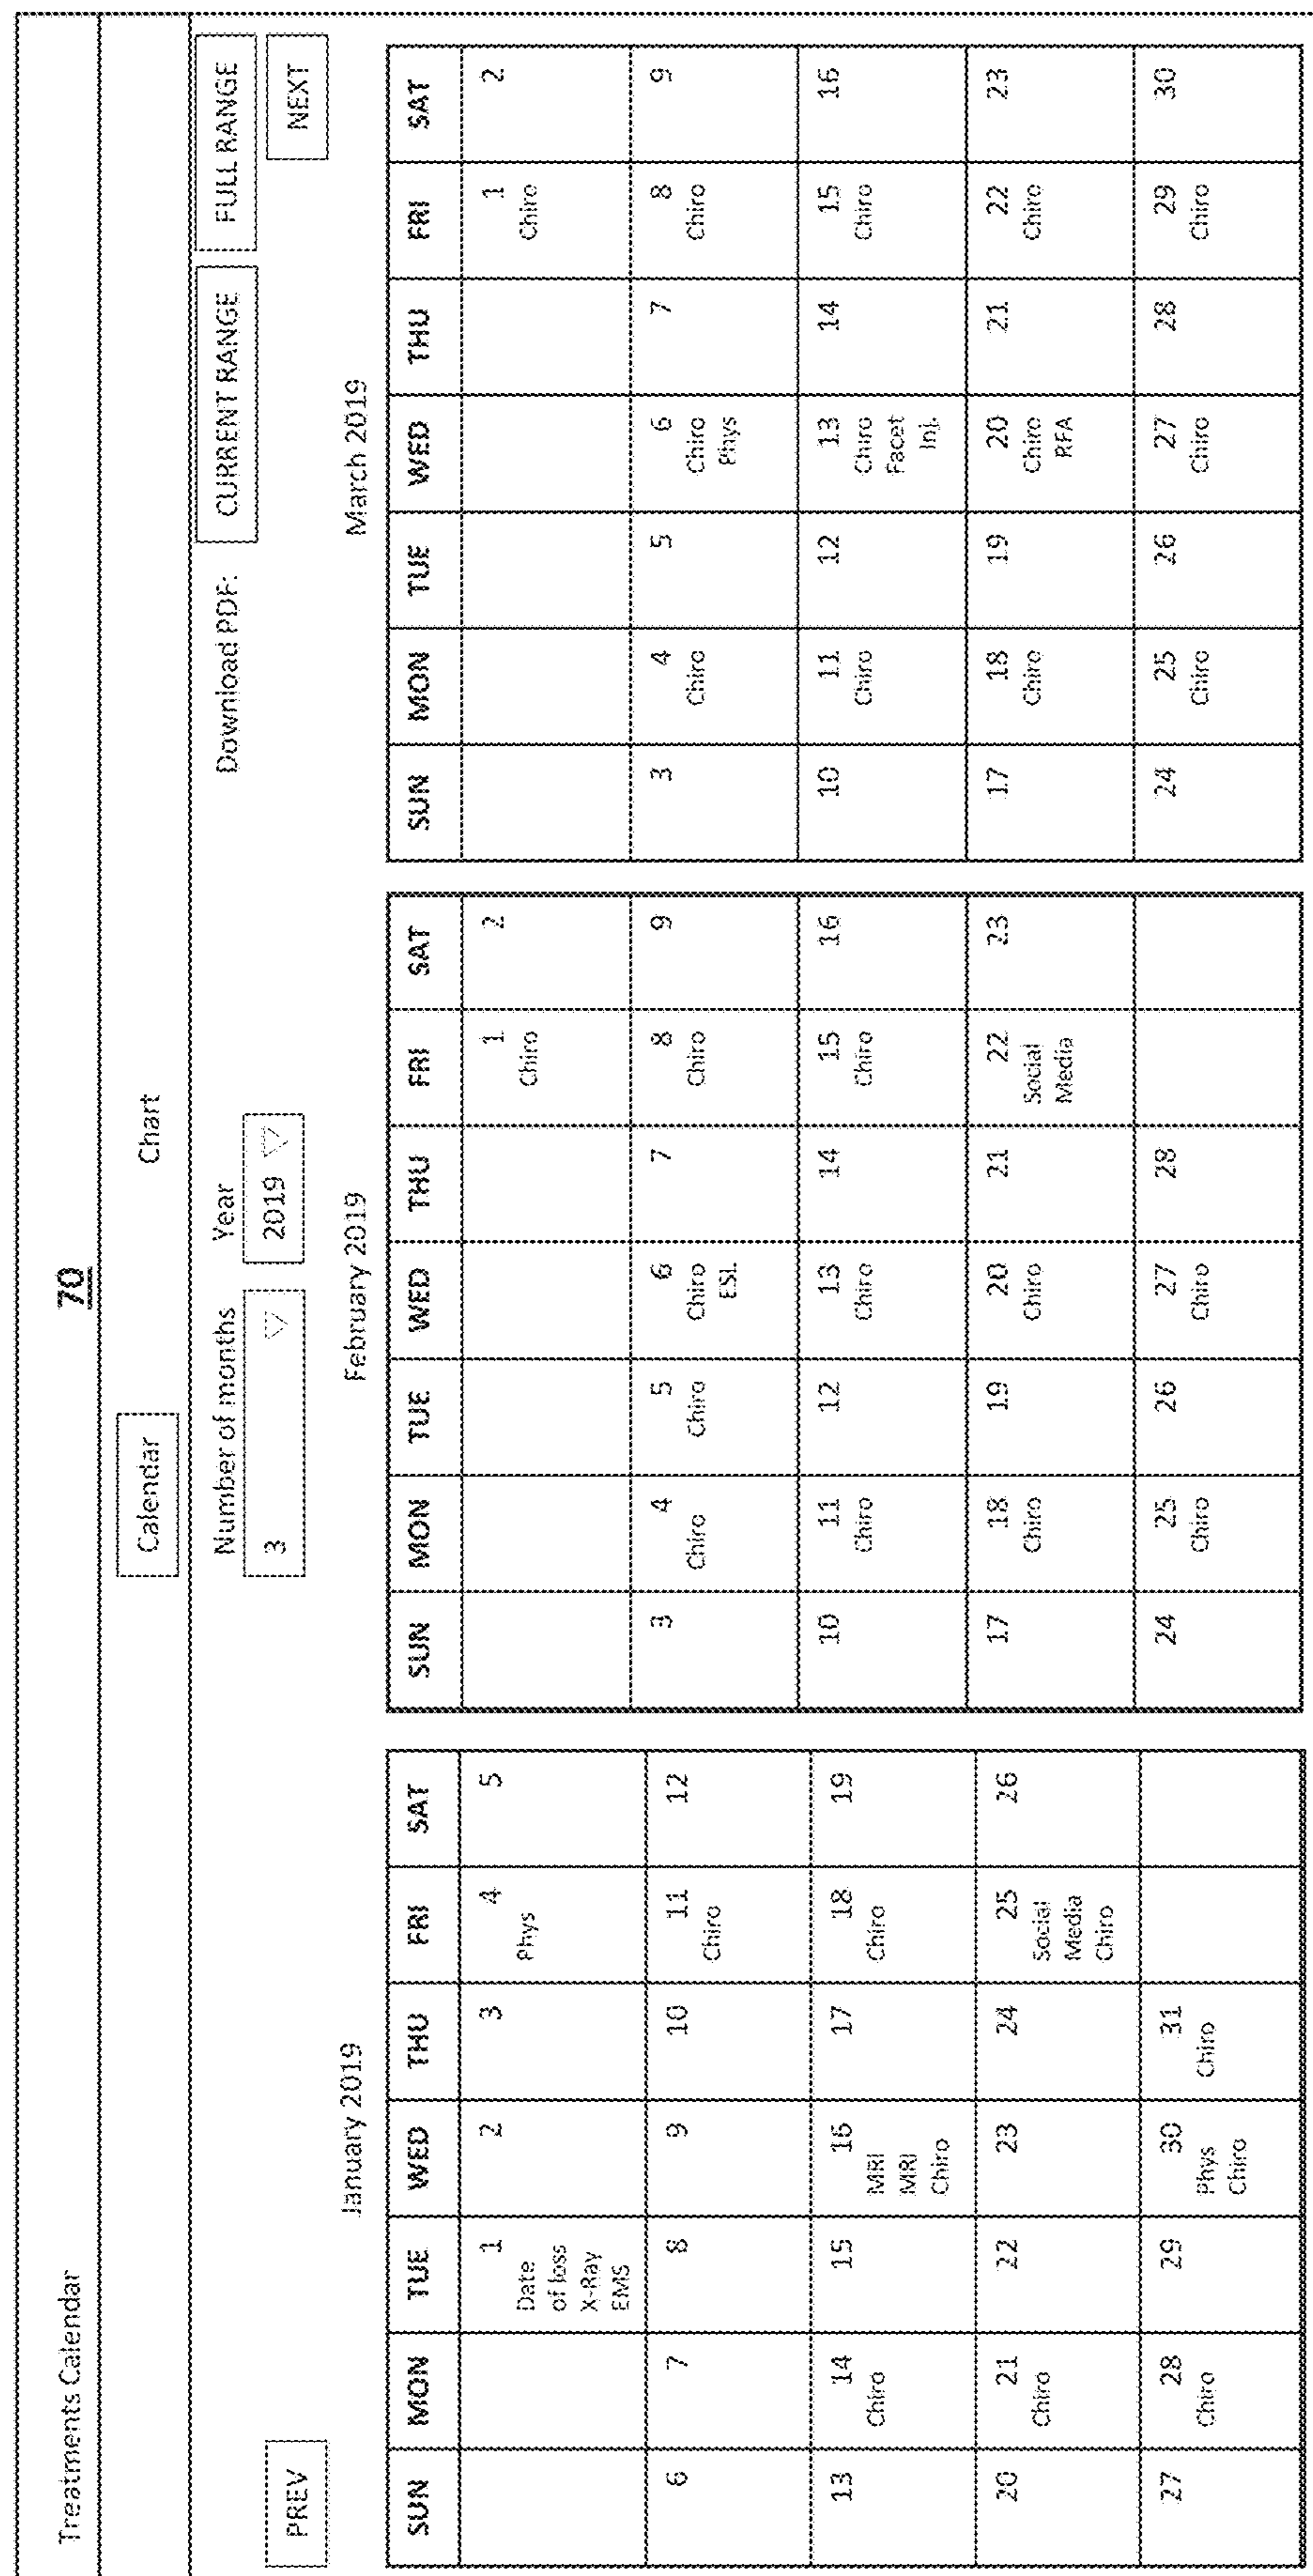 Treatments Calendar
70
Calendar
Chart
Number of months
Year
3
2019
Download PDF:
CURRENT RANGE
FULL RANGE
PREV
NEXT
January 2019
SUN MON TUE WED THU FRI SAT
1 2 3 4 5
Date
of loss
X-Ray
EMS
Phys
6 7 8 9 10 11 12
Chiro
13 14 15 16 17 18 19
Chiro
MRI
MRI
Chiro
Chiro
20 21 22 23 24 25 26
Chiro
Social
Media
Chiro
27 28 29 30 31
Chiro
Phys
Chiro
Chiro
February 2019
SUN MON TUE WED THU FRI SAT
1 2
Chiro
3 4 5 6 7 8 9
Chiro
Chiro
Chiro
ESI.
Chiro
10 11 12 13 14 15 16
Chiro
Chiro
Chiro
17 18 19 20 21 22 23
Chiro
Chiro
Social
Media
24 25 26 27 28
Chiro
Chiro
March 2019
SUN MON TUE WED THU FRI SAT
1 2
Chiro
3 4 5 6 7 8 9
Chiro
Chiro
Phys
Chiro
10 11 12 13 14 15 16
Chiro
Chiro
Facet
Inj.
Chiro
17 18 19 20 21 22 23
Chiro
Chiro
RFA
Chiro
24 25 26 27 28 29 30
Chiro
Chiro
Chiro